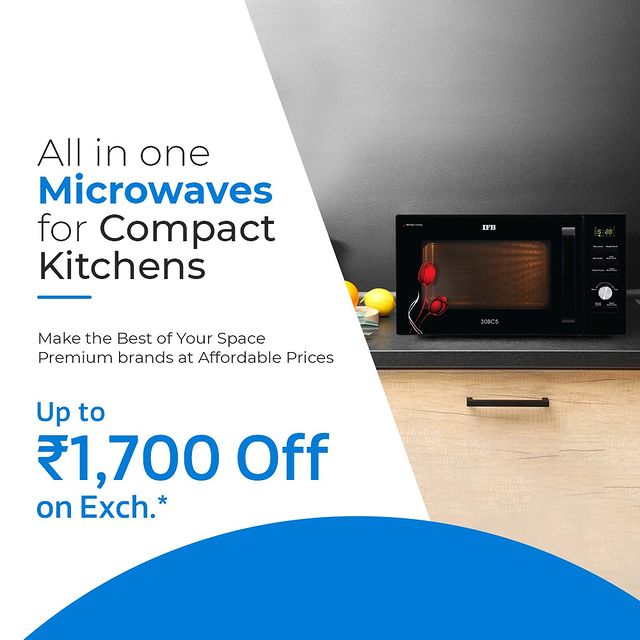 All in one
Microwaves
for Compact
Kitchens
Make the Best of Your Space
Premium brands at Affordable Prices
Up to
₹1,700 Off
on Exch.*
IFB
30BC5